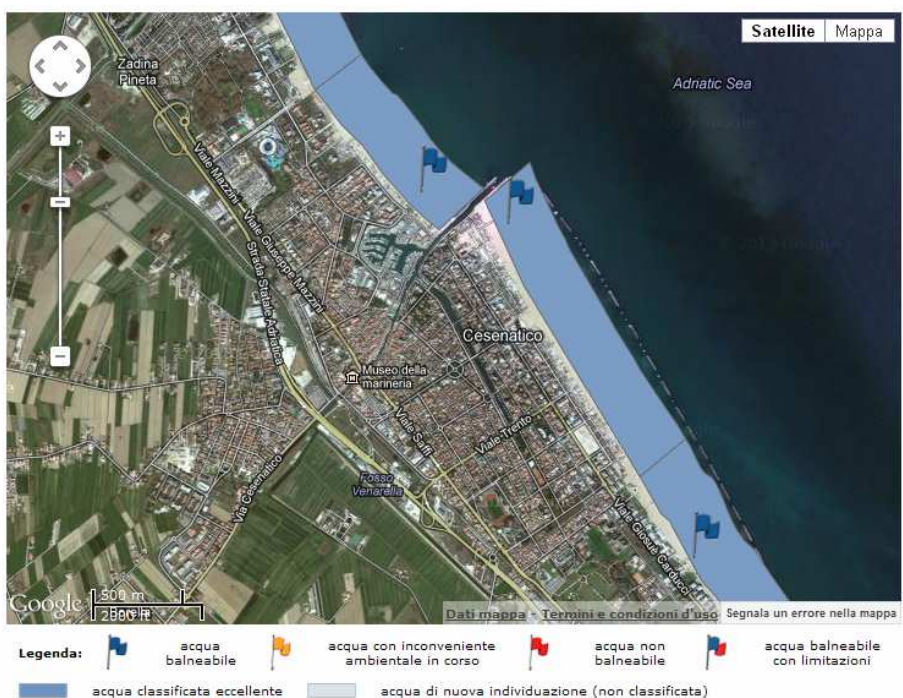 Satellite
Mappa
Zadina
Pineta
Adriatic Sea
Viale Mazzini
Viale Giuseppe Mazzini
Strada Statale Adriatica
Cesenatico
Museo della
marineria
Viale Saffi
Viale Trento
Via Cesenatico
Fosso
Venarella
Viale Giosuè Carducci
Google
500 m
2000 ft
Dati mappa - Termini e condizioni d'uso
Segnala un errore nella mappa
Legenda:
acqua
balneabile
acqua con inconveniente
ambientale in corso
acqua non
balneabile
acqua balneabile
con limitazioni
acqua classificata eccellente
acqua di nuova individuazione (non classificata)